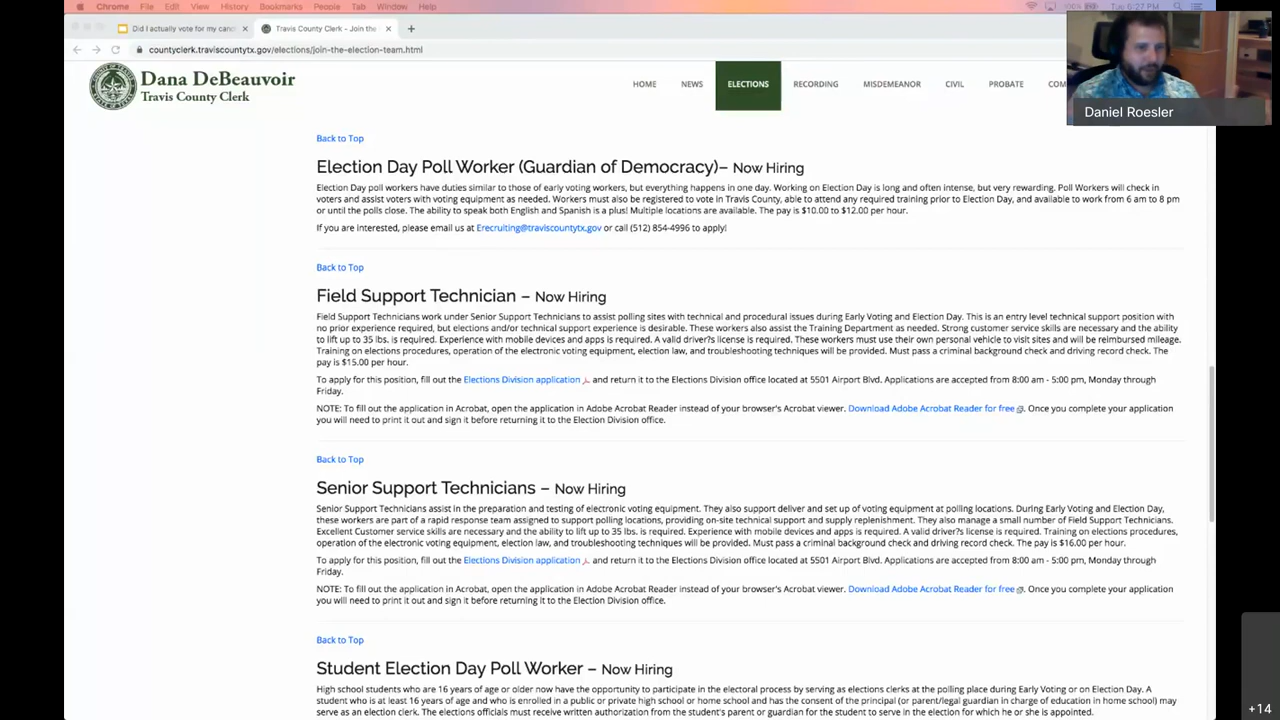 Chrome File Edit View History Bookmarks People Tab Window Help
Tue 6:27 PM
Did I actually vote for my can
Travis County Clerk - Join the
countyclerk.traviscountytx.gov/elections/join-the-election-team.html
Dana DeBeauvoir
Travis County Clerk
HOME NEWS ELECTIONS RECORDING MISDEMEANOR CIVIL PROBATE COM
Daniel Roesler
Back to Top
Election Day Poll Worker (Guardian of Democracy)– Now Hiring
Election Day poll workers have duties similar to those of early voting workers, but everything happens in one day. Working on Election Day is long and often intense, but very rewarding. Poll Workers will check in
voters and assist voters with voting equipment as needed. Workers must also be registered to vote in Travis County, able to attend any required training prior to Election Day, and available to work from 6 am to 8 pm
or until the polls close. The ability to speak both English and Spanish is a plus! Multiple locations are available. The pay is $10.00 to $12.00 per hour.
If you are interested, please email us at Erecruiting@traviscountytx.gov or call (512) 854-4996 to apply!
Back to Top
Field Support Technician – Now Hiring
Field Support Technicians work under Senior Support Technicians to assist polling sites with technical and procedural issues during Early Voting and Election Day. This is an entry level technical support position with
no prior experience required, but elections and/or technical support experience is desirable. These workers also assist the Training Department as needed. Strong customer service skills are necessary and the ability
to lift up to 35 lbs. is required. Experience with mobile devices and apps is required. A valid driver?s license is required. These workers must use their own personal vehicle to visit sites and will be reimbursed mileage.
Training on elections procedures, operation of the electronic voting equipment, election law, and troubleshooting techniques will be provided. Must pass a criminal background check and driving record check. The
pay is $15.00 per hour.
To apply for this position, fill out the Elections Division application and return it to the Elections Division office located at 5501 Airport Blvd. Applications are accepted from 8:00 am - 5:00 pm, Monday through
Friday.
NOTE: To fill out the application in Acrobat, open the application in Adobe Acrobat Reader instead of your browser's Acrobat viewer. Download Adobe Acrobat Reader for free. Once you complete your application
you will need to print it out and sign it before returning it to the Election Division office.
Back to Top
Senior Support Technicians – Now Hiring
Senior Support Technicians assist in the preparation and testing of electronic voting equipment. They also support deliver and set up of voting equipment at polling locations. During Early Voting and Election Day,
these workers are part of a rapid response team assigned to support polling locations, providing on-site technical support and supply replenishment. They also manage a small number of Field Support Technicians.
Excellent Customer service skills are necessary and the ability to lift up to 35 lbs. is required. Experience with mobile devices and apps is required. A valid driver?s license is required. Training on elections procedures,
operation of the electronic voting equipment, election law, and troubleshooting techniques will be provided. Must pass a criminal background check and driving record check. The pay is $16.00 per hour.
To apply for this position, fill out the Elections Division application and return it to the Elections Division office located at 5501 Airport Blvd. Applications are accepted from 8:00 am - 5:00 pm, Monday through
Friday.
NOTE: To fill out the application in Acrobat, open the application in Adobe Acrobat Reader instead of your browser's Acrobat viewer. Download Adobe Acrobat Reader for free. Once you complete your application
you will need to print it out and sign it before returning it to the Election Division office.
Back to Top
Student Election Day Poll Worker – Now Hiring
High school students who are 16 years of age or older now have the opportunity to participate in the electoral process by serving as elections clerks at the polling place during Early Voting or on Election Day. A
student who is at least 16 years of age and who is enrolled in a public or private high school or home school and has the consent of the principal (or parent/legal guardian in charge of education in home school) may
serve as an election clerk. The elections officials must receive written authorization from the student's parent or guardian for the student to serve in the election for which he or she is appointed.
+14